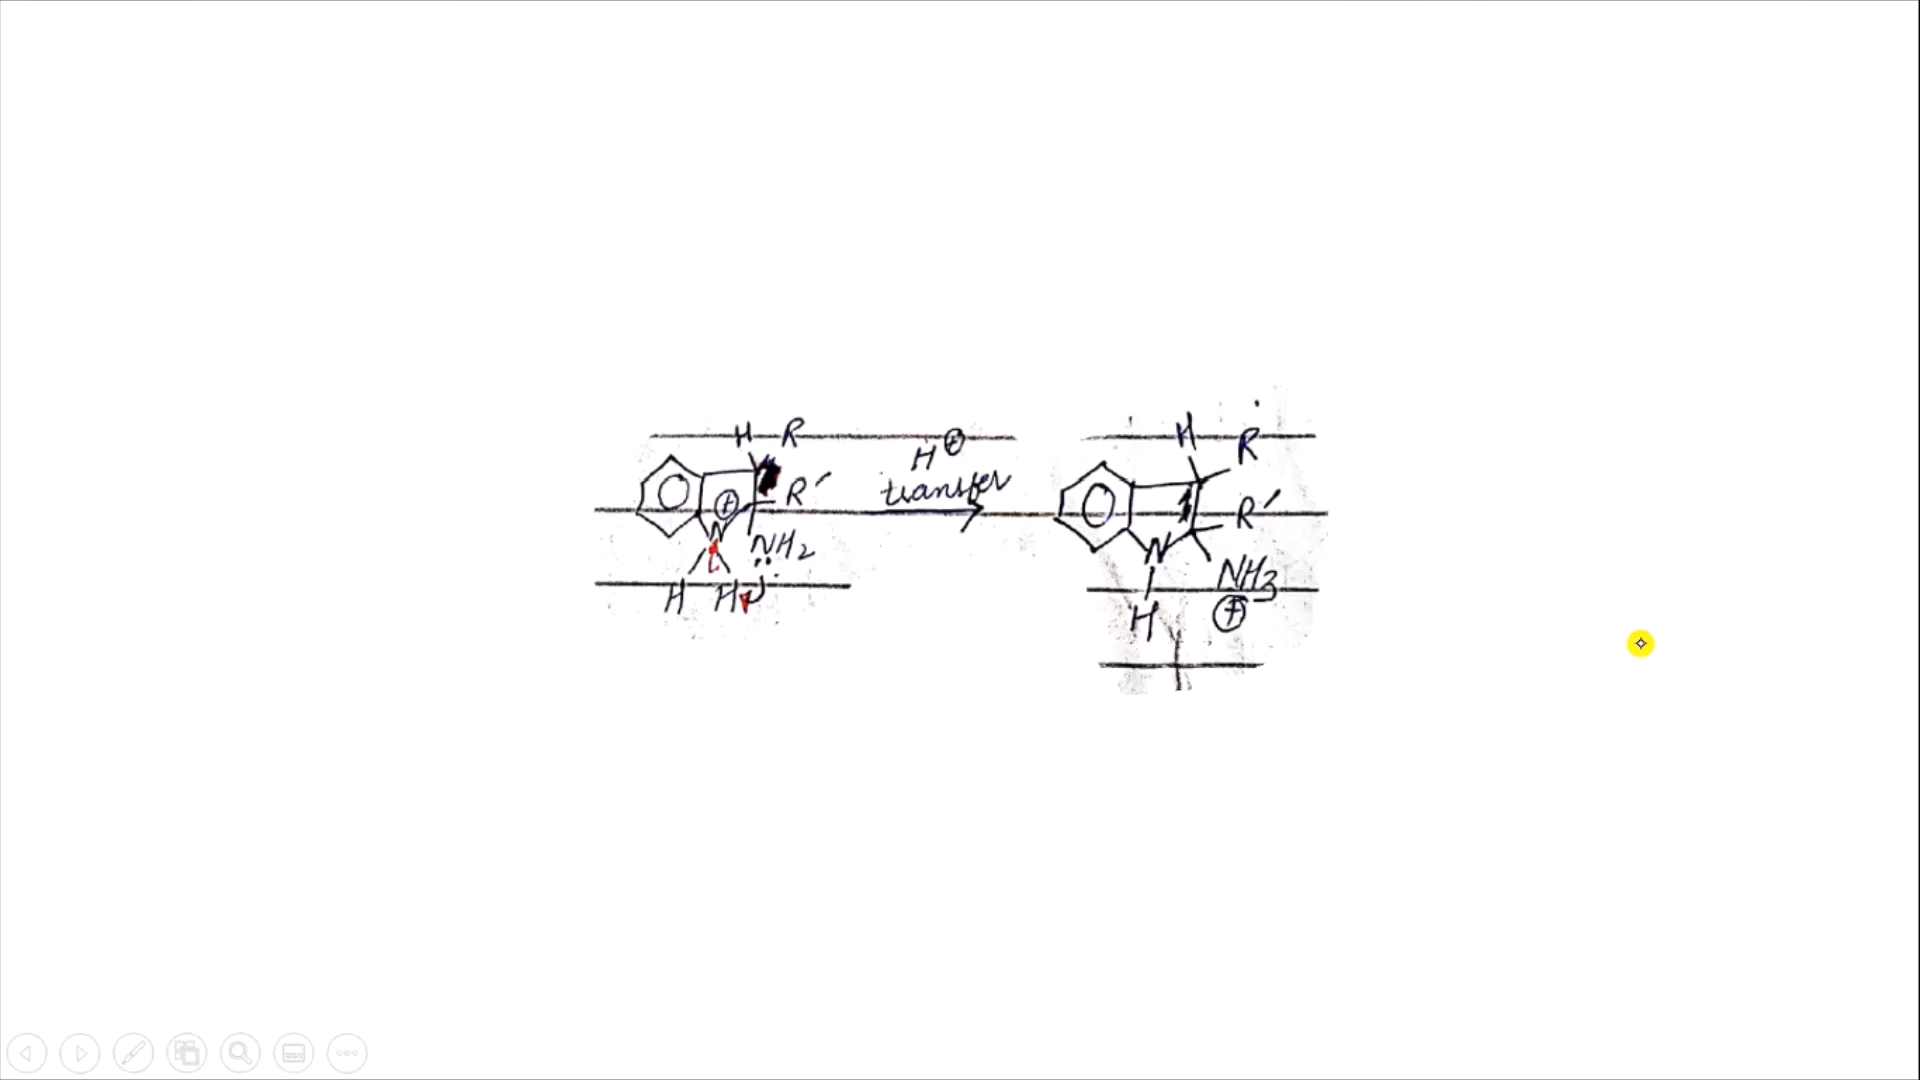 H R
H⊕
transfer
R′
⊕
N
NH2
H H
H
R
R′
N
NH3
⊕
H